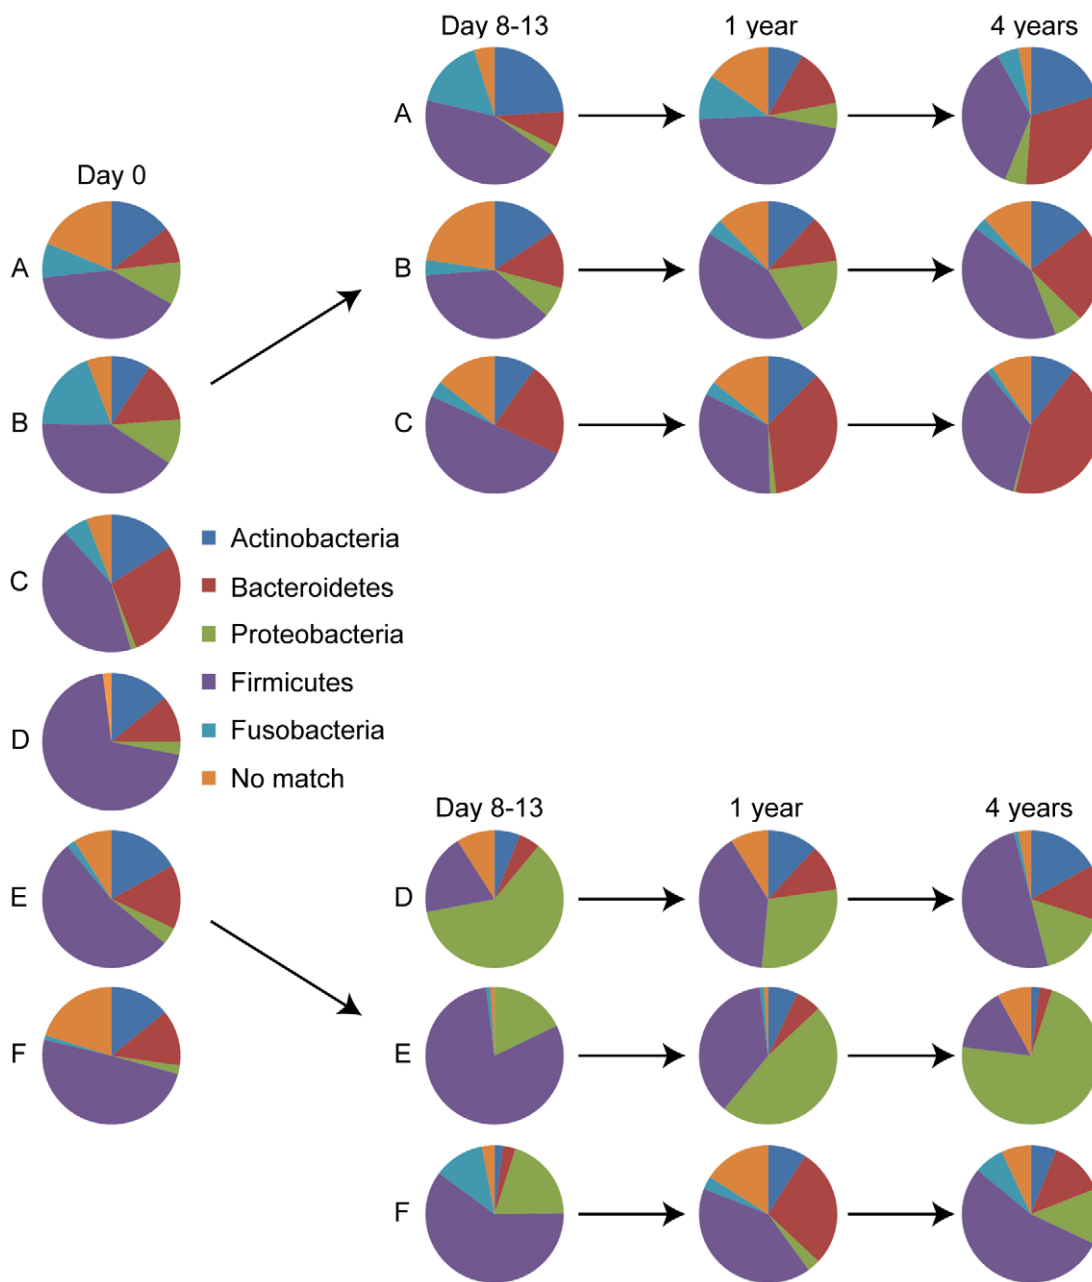 Day 8-13 1 year 4 years
A
B
C
Day 0
A
B
C
D
E
F
Actinobacteria
Bacteroidetes
Proteobacteria
Firmicutes
Fusobacteria
No match
Day 8-13 1 year 4 years
D
E
F